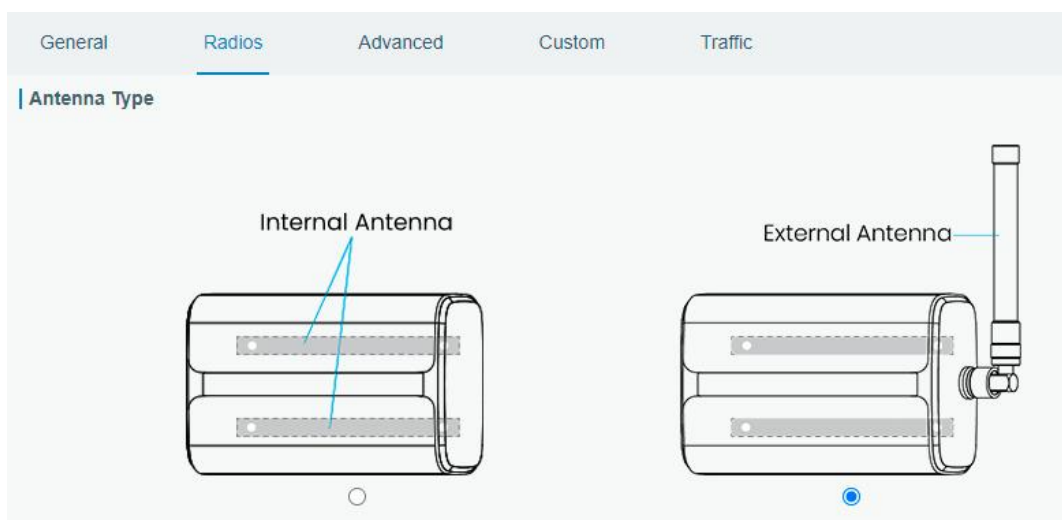 General Radios Advanced Custom Traffic
Antenna Type
Internal Antenna
External Antenna